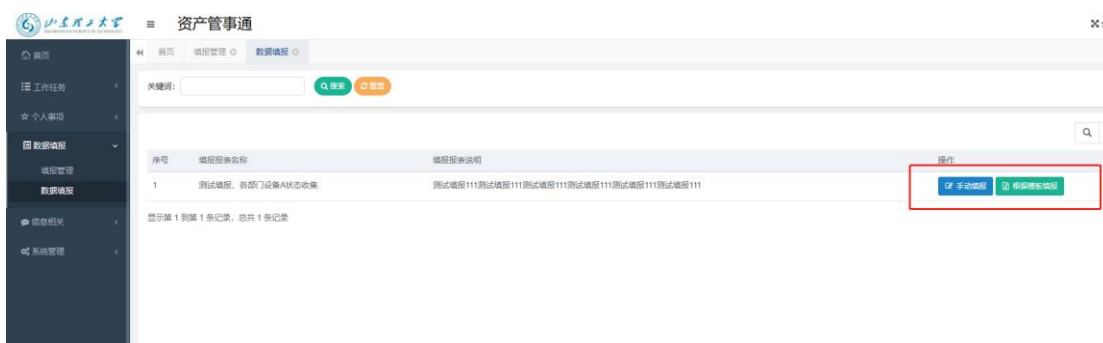 山东理工大学
资产管事通
首页
首页
填报管理
数据填报
工作任务
关键词：
搜索
重置
个人事项
数据填报
序号
填报报表名称
填报报表说明
操作
填报管理
1
测试填报，各部门设备A状态收集
测试填报111测试填报111测试填报111测试填报111测试填报111测试填报111
手动填报
根据模板填报
数据填报
显示第 1 到第 1 条记录，总共 1 条记录
信息相关
系统管理